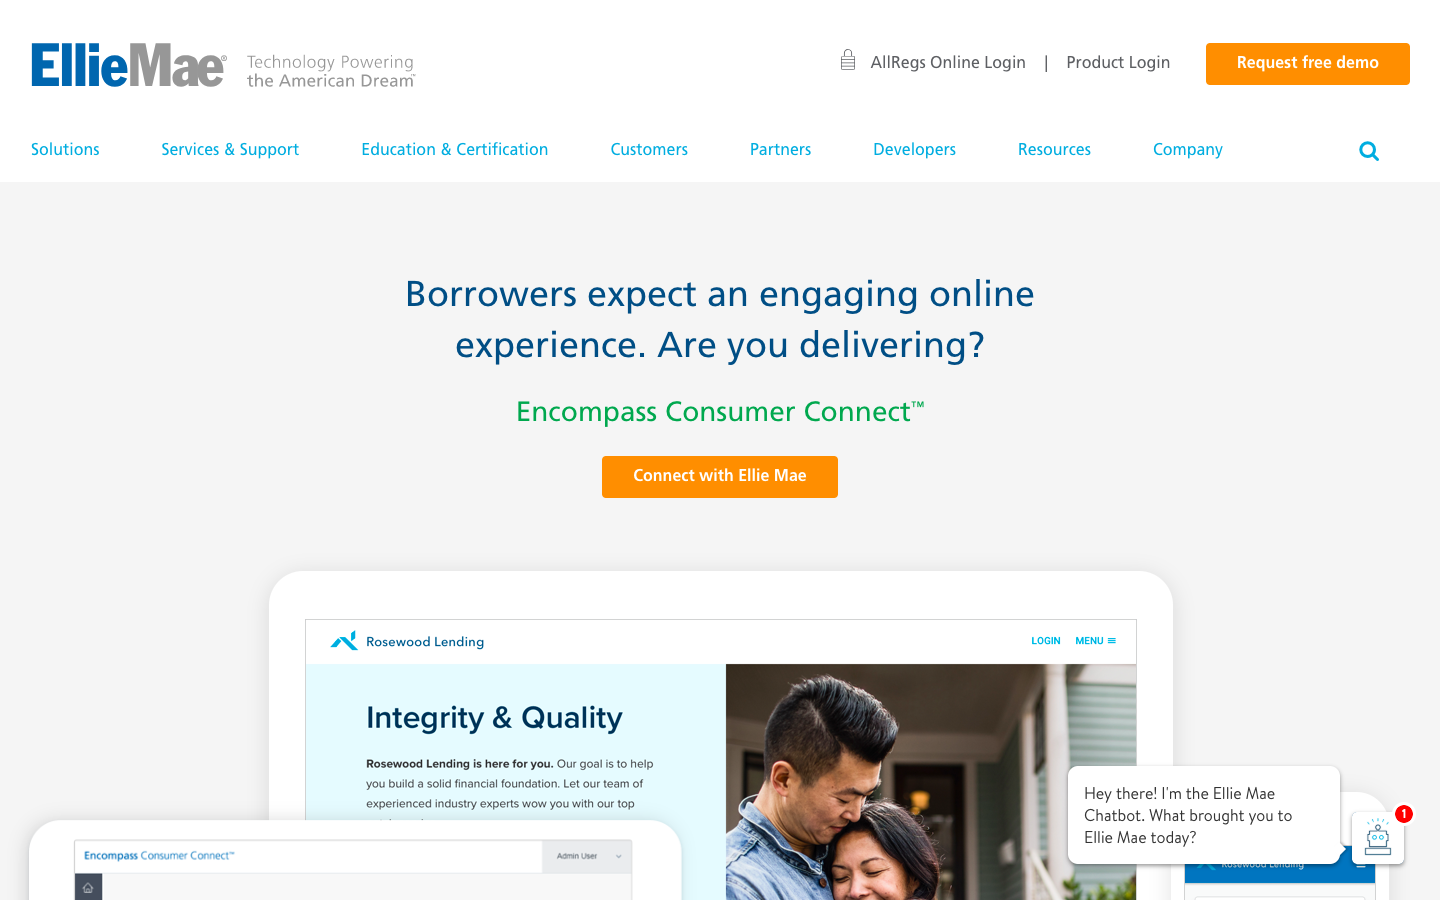 EllieMae®
Technology Powering
the American Dream℠
AllRegs Online Login | Product Login
Request free demo
Solutions
Services & Support
Education & Certification
Customers
Partners
Developers
Resources
Company
Borrowers expect an engaging online
experience. Are you delivering?
Encompass Consumer Connect™
Connect with Ellie Mae
Rosewood Lending
LOGIN
MENU
Integrity & Quality
Rosewood Lending is here for you. Our goal is to help
you build a solid financial foundation. Let our team of
experienced industry experts wow you with our top
Hey there! I'm the Ellie Mae
Chatbot. What brought you to
Ellie Mae today?
1
Encompass Consumer Connect™
Admin User
Rosewood Lending